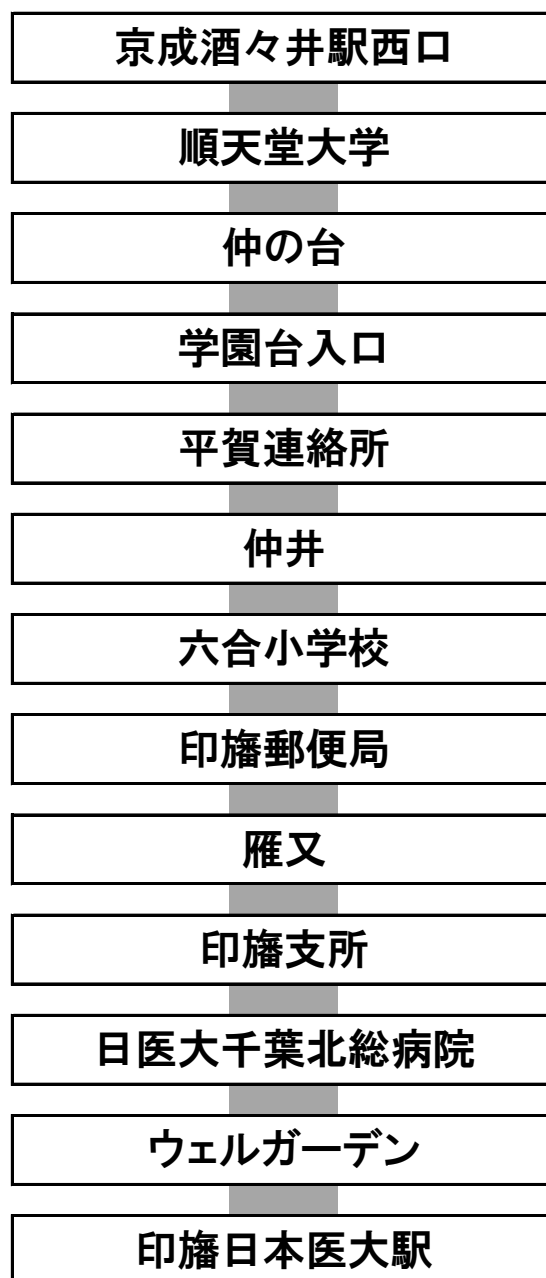 京成酒々井駅西口
順天堂大学
仲の台
学園台入口
平賀連絡所
仲井
六合小学校
印旛郵便局
雁又
印旛支所
日医大千葉北総病院
ウェルガーデン
印旛日本医大駅